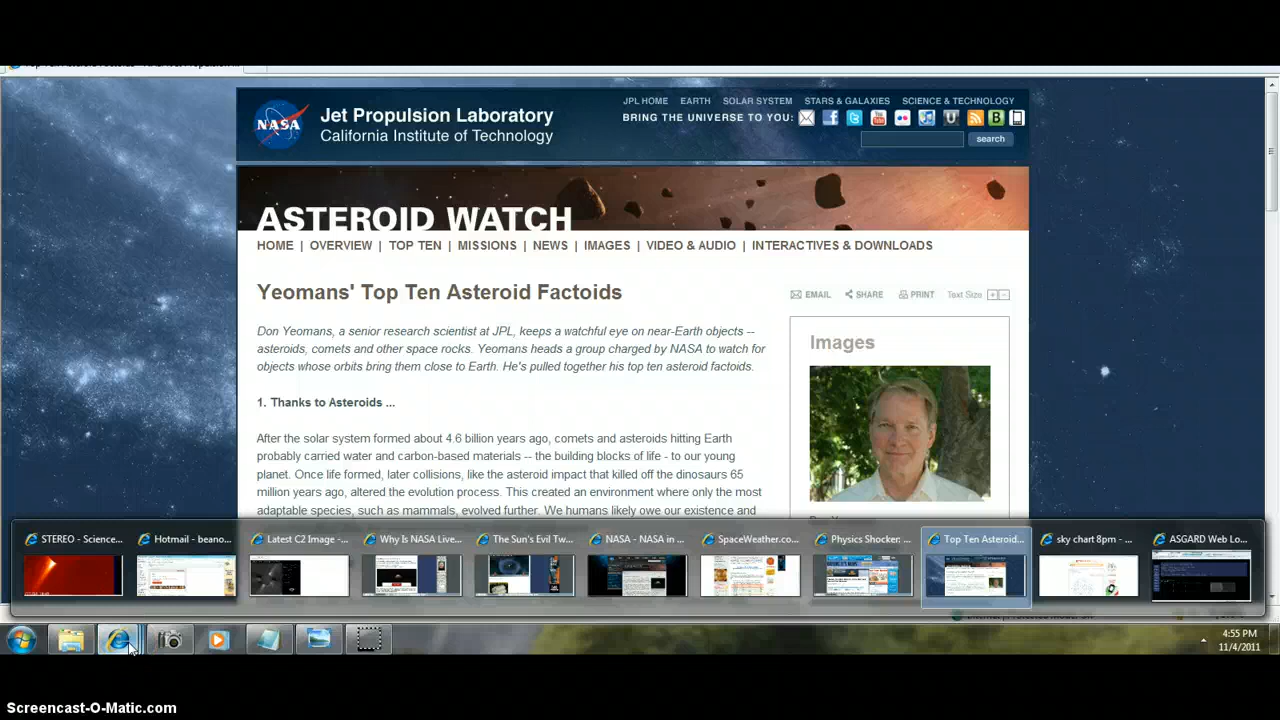 Jet Propulsion Laboratory
California Institute of Technology
NASA
JPL HOME EARTH SOLAR SYSTEM STARS & GALAXIES SCIENCE & TECHNOLOGY
BRING THE UNIVERSE TO YOU:
search
ASTEROID WATCH
HOME | OVERVIEW | TOP TEN | MISSIONS | NEWS | IMAGES | VIDEO & AUDIO | INTERACTIVES & DOWNLOADS
Yeomans' Top Ten Asteroid Factoids
EMAIL SHARE PRINT Text Size + -
Don Yeomans, a senior research scientist at JPL, keeps a watchful eye on near-Earth objects --
asteroids, comets and other space rocks. Yeomans heads a group charged by NASA to watch for
objects whose orbits bring them close to Earth. He's pulled together his top ten asteroid factoids.
Images
1. Thanks to Asteroids ...
After the solar system formed about 4.6 billion years ago, comets and asteroids hitting Earth
probably carried water and carbon-based materials -- the building blocks of life - to our young
planet. Once life formed, later collisions, like the asteroid impact that killed off the dinosaurs 65
million years ago, altered the evolution process. This created an environment where only the most
adaptable species, such as mammals, evolved further. We humans likely owe our existence and
STEREO - Science... Hotmail - beano... Latest C2 Image -... Why Is NASA Live... The Sun's Evil Tw... NASA - NASA in ... SpaceWeather.co... Physics Shocker: ... Top Ten Asteroid... sky chart 8pm - ... ASGARD Web Lo...
4:55 PM
11/4/2011
Screencast-O-Matic.com